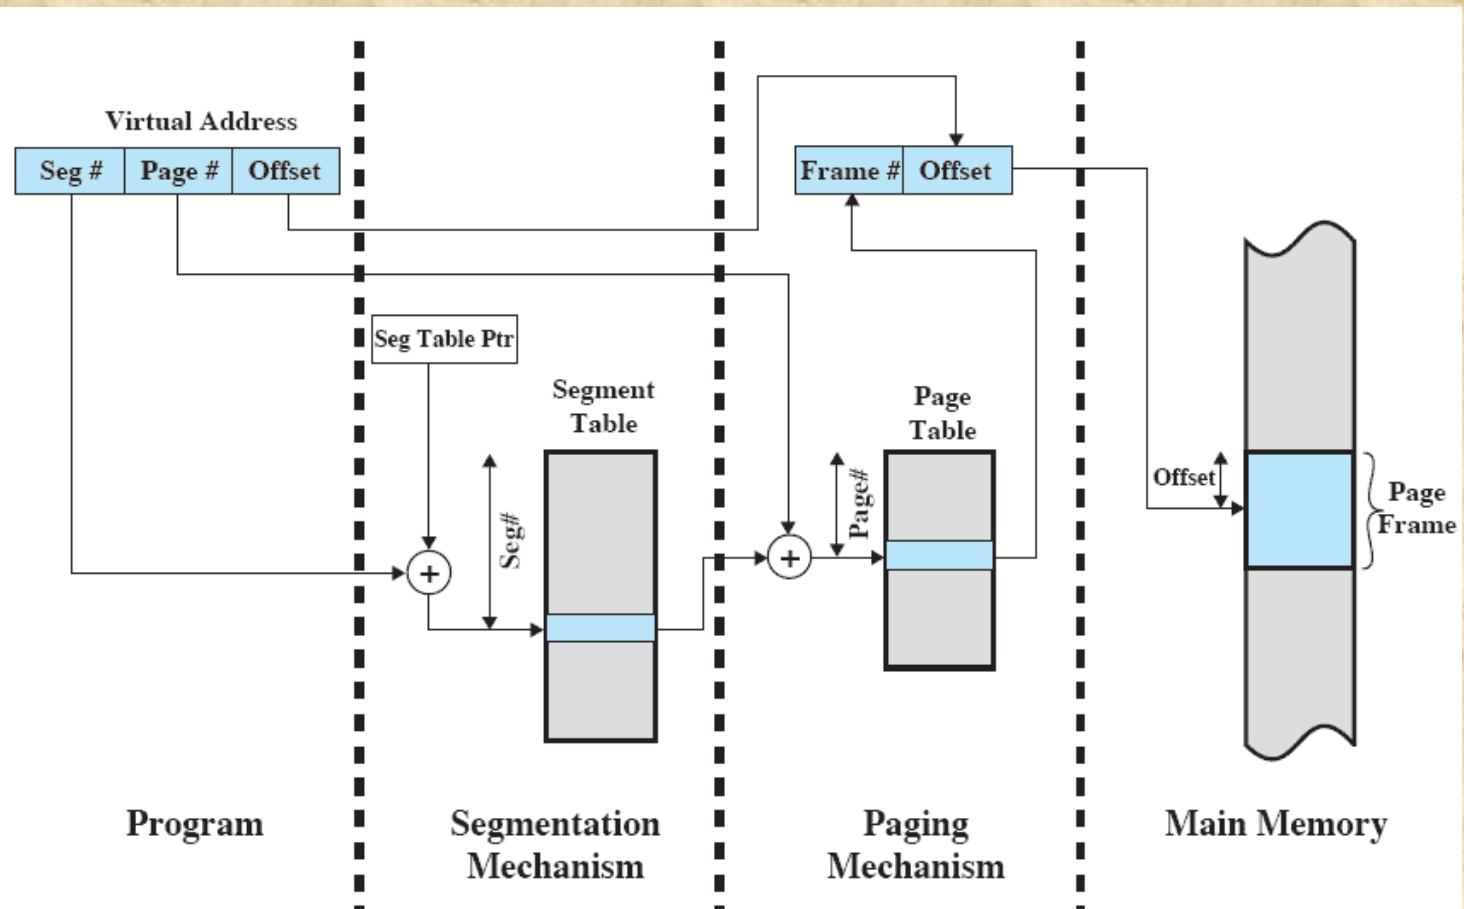 Virtual Address
Seg # Page # Offset
Frame # Offset
Seg Table Ptr
Segment
Table
Page
Table
Seg#
Page#
+
+
Offset
Page
Frame
Program
Segmentation
Mechanism
Paging
Mechanism
Main Memory